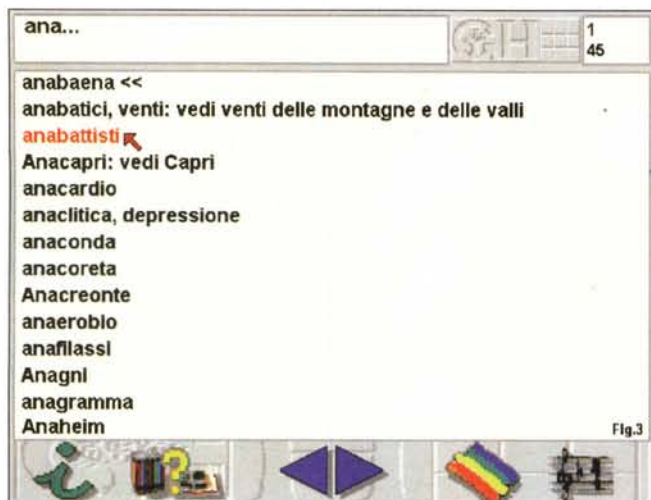 ana...
1
45
anabaena <<
anabatici, venti: vedi venti delle montagne e delle valli
anabattisti
Anacapri: vedi Capri
anacardio
anaclitica, depressione
anaconda
anacoreta
Anacreonte
anaerobio
anafilassi
Anagni
anagramma
Anaheim
Fig.3